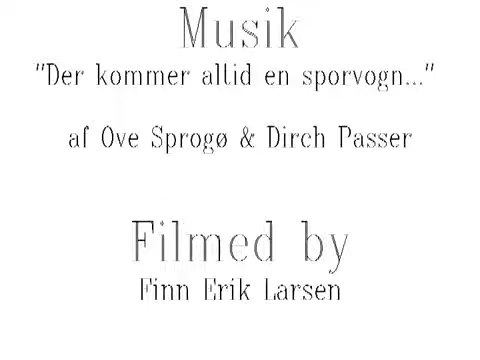 Musik
"Der kommer altid en sporvogn..."
af Ove Sprogø & Dirch Passer
Filmed by
Finn Erik Larsen